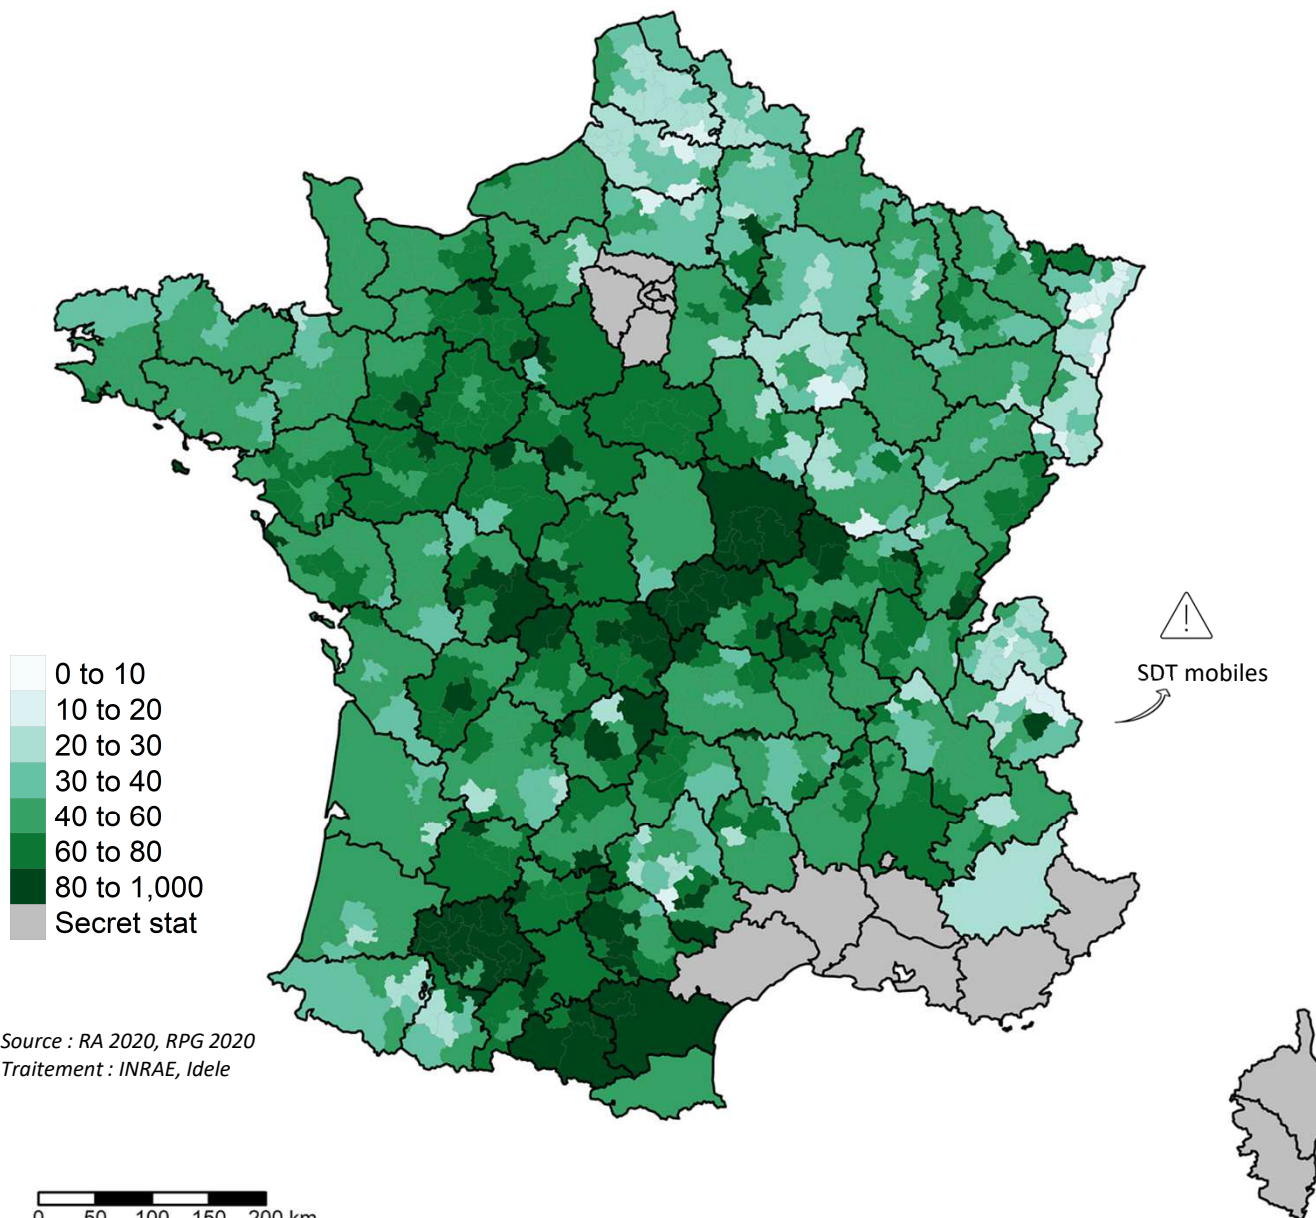 SDT mobiles
0 to 10
10 to 20
20 to 30
30 to 40
40 to 60
60 to 80
80 to 1,000
Secret stat
Source : RA 2020, RPG 2020
Traitement : INRAE, Idele
0 50 100 150 200 km